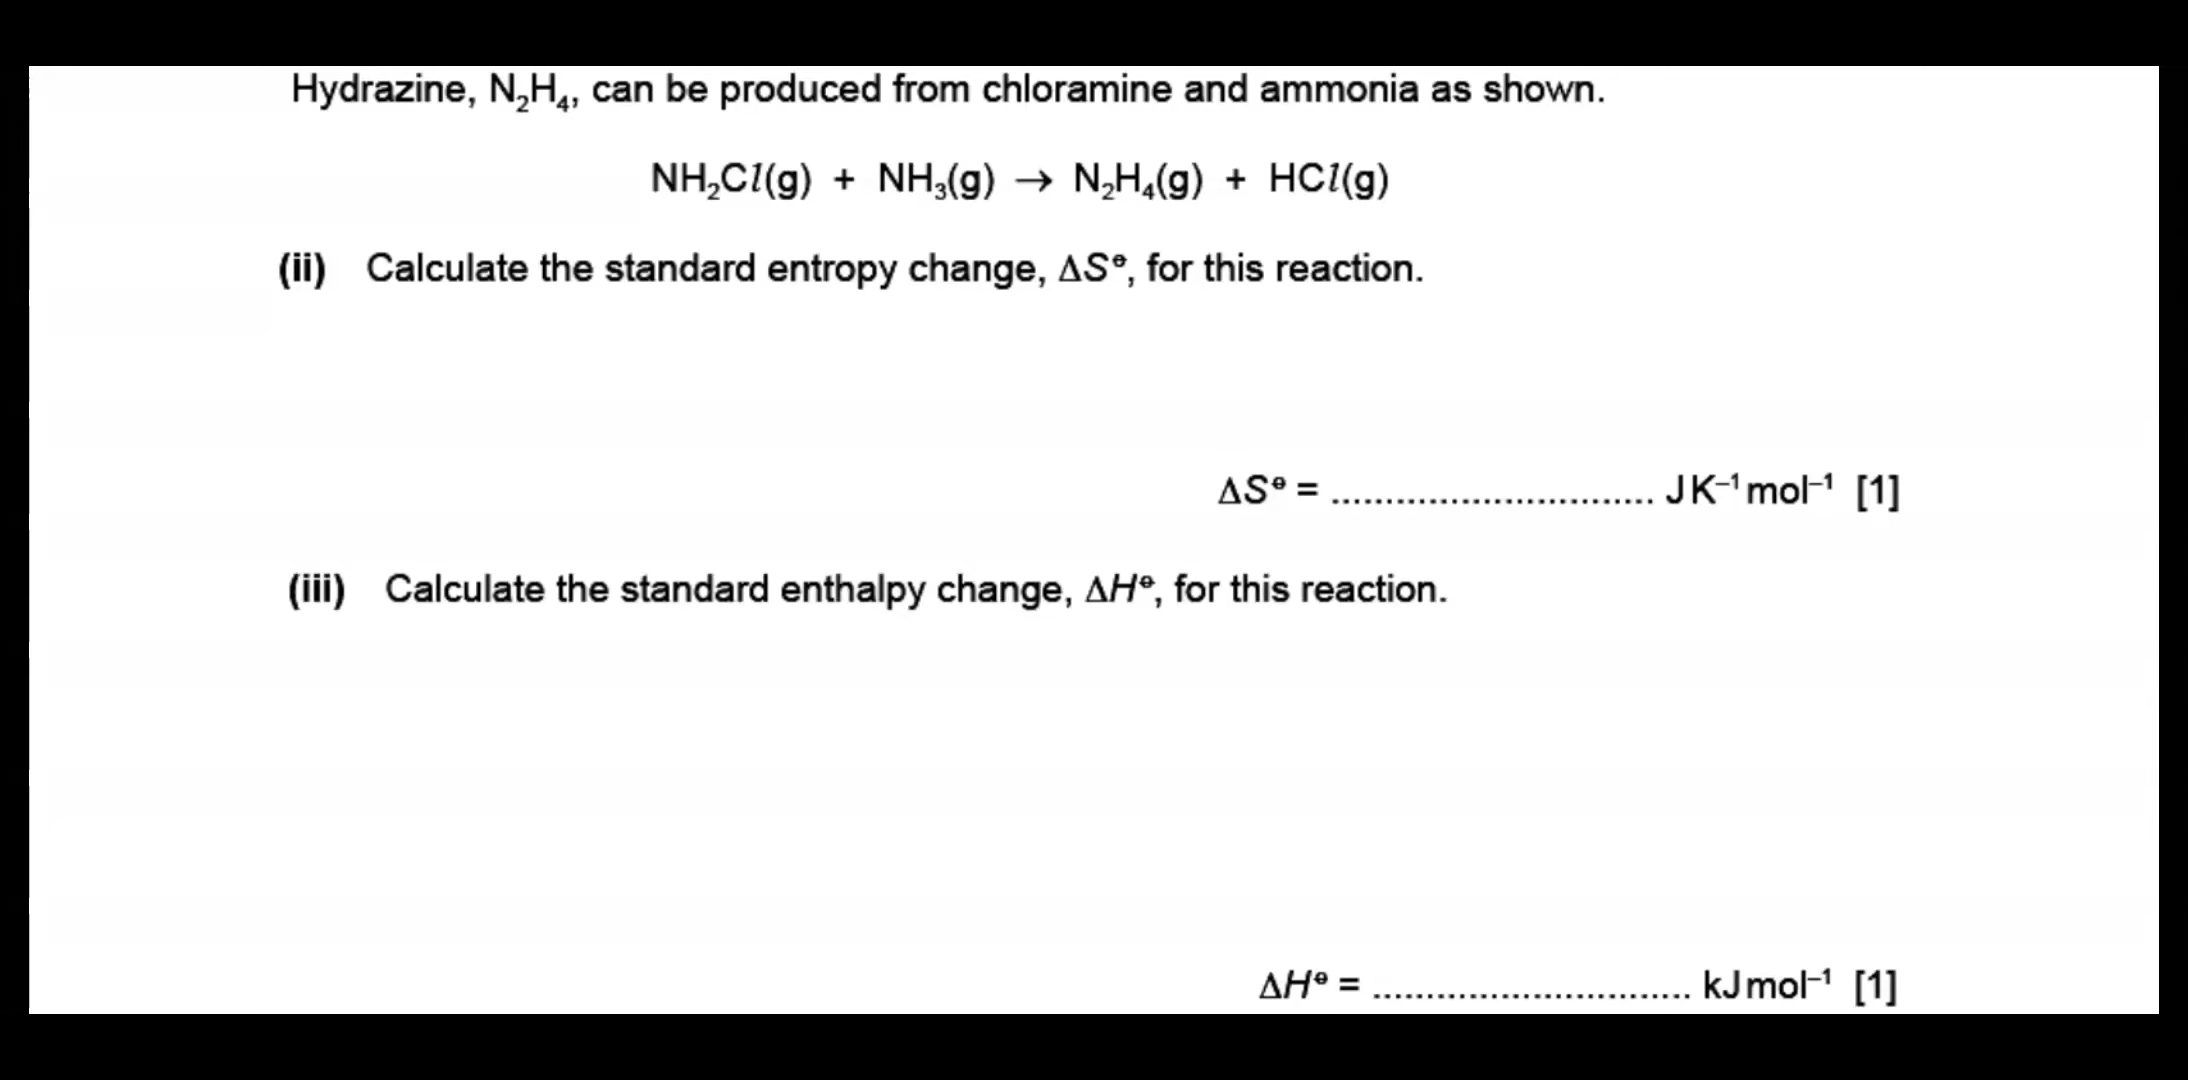 Hydrazine, N₂H₄, can be produced from chloramine and ammonia as shown.
NH₂Cl(g) + NH₃(g) → N₂H₄(g) + HCl(g)
(ii) Calculate the standard entropy change, ΔS⦵, for this reaction.
ΔS⦵ = .............................. J K⁻¹ mol⁻¹ [1]
(iii) Calculate the standard enthalpy change, ΔH⦵, for this reaction.
ΔH⦵ = .............................. kJ mol⁻¹ [1]